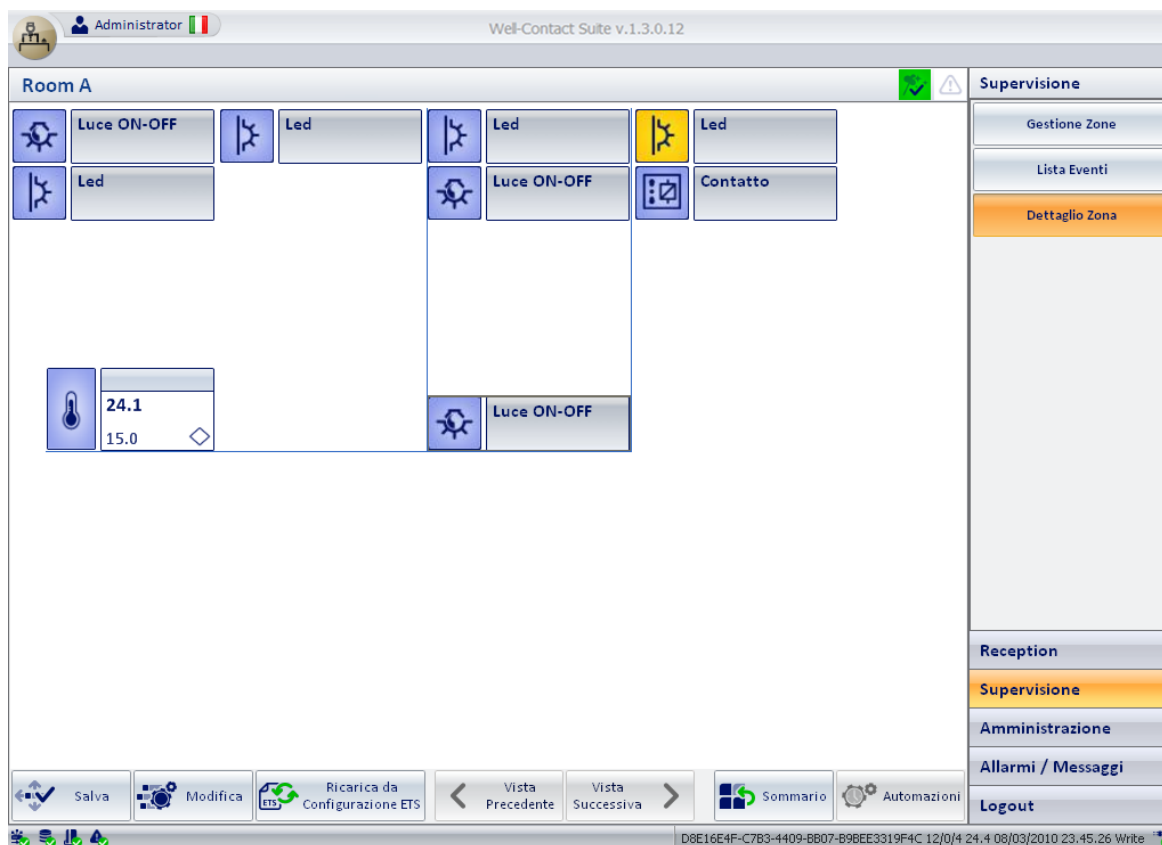 Administrator
Well-Contact Suite v.1.3.0.12
Room A
Supervisione
Luce ON-OFF
Led
Led
Led
Led
Luce ON-OFF
Contatto
24.1
15.0
Luce ON-OFF
Gestione Zone
Lista Eventi
Dettaglio Zona
Reception
Supervisione
Amministrazione
Allarmi / Messaggi
Logout
Salva
Modifica
ETS
Ricarica da
Configurazione ETS
Vista
Precedente
Vista
Successiva
Sommario
Automazioni
D8E16E4F-C7B3-4409-BB07-B9BEE3319F4C 12/0/4 24.4 08/03/2010 23.45.26 Write